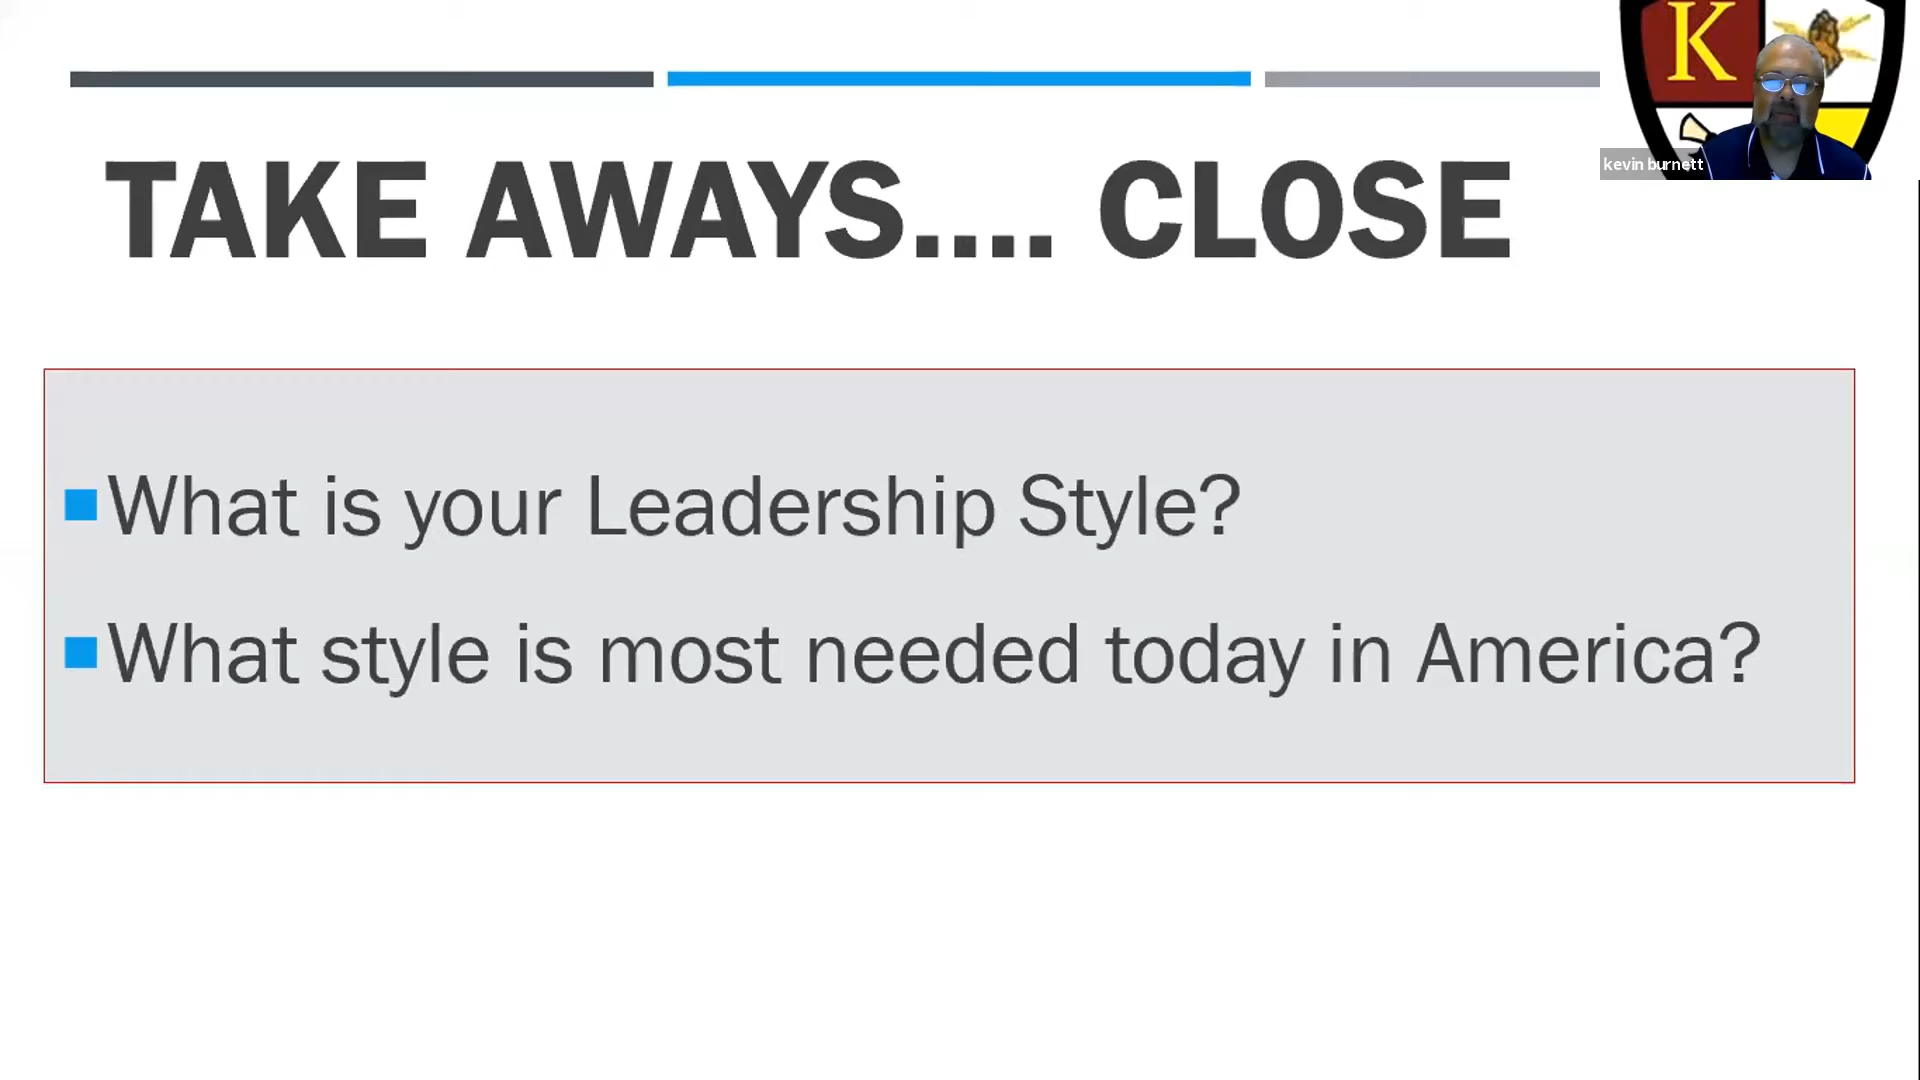 K
kevin burnett
TAKE AWAYS.... CLOSE
What is your Leadership Style?
What style is most needed today in America?